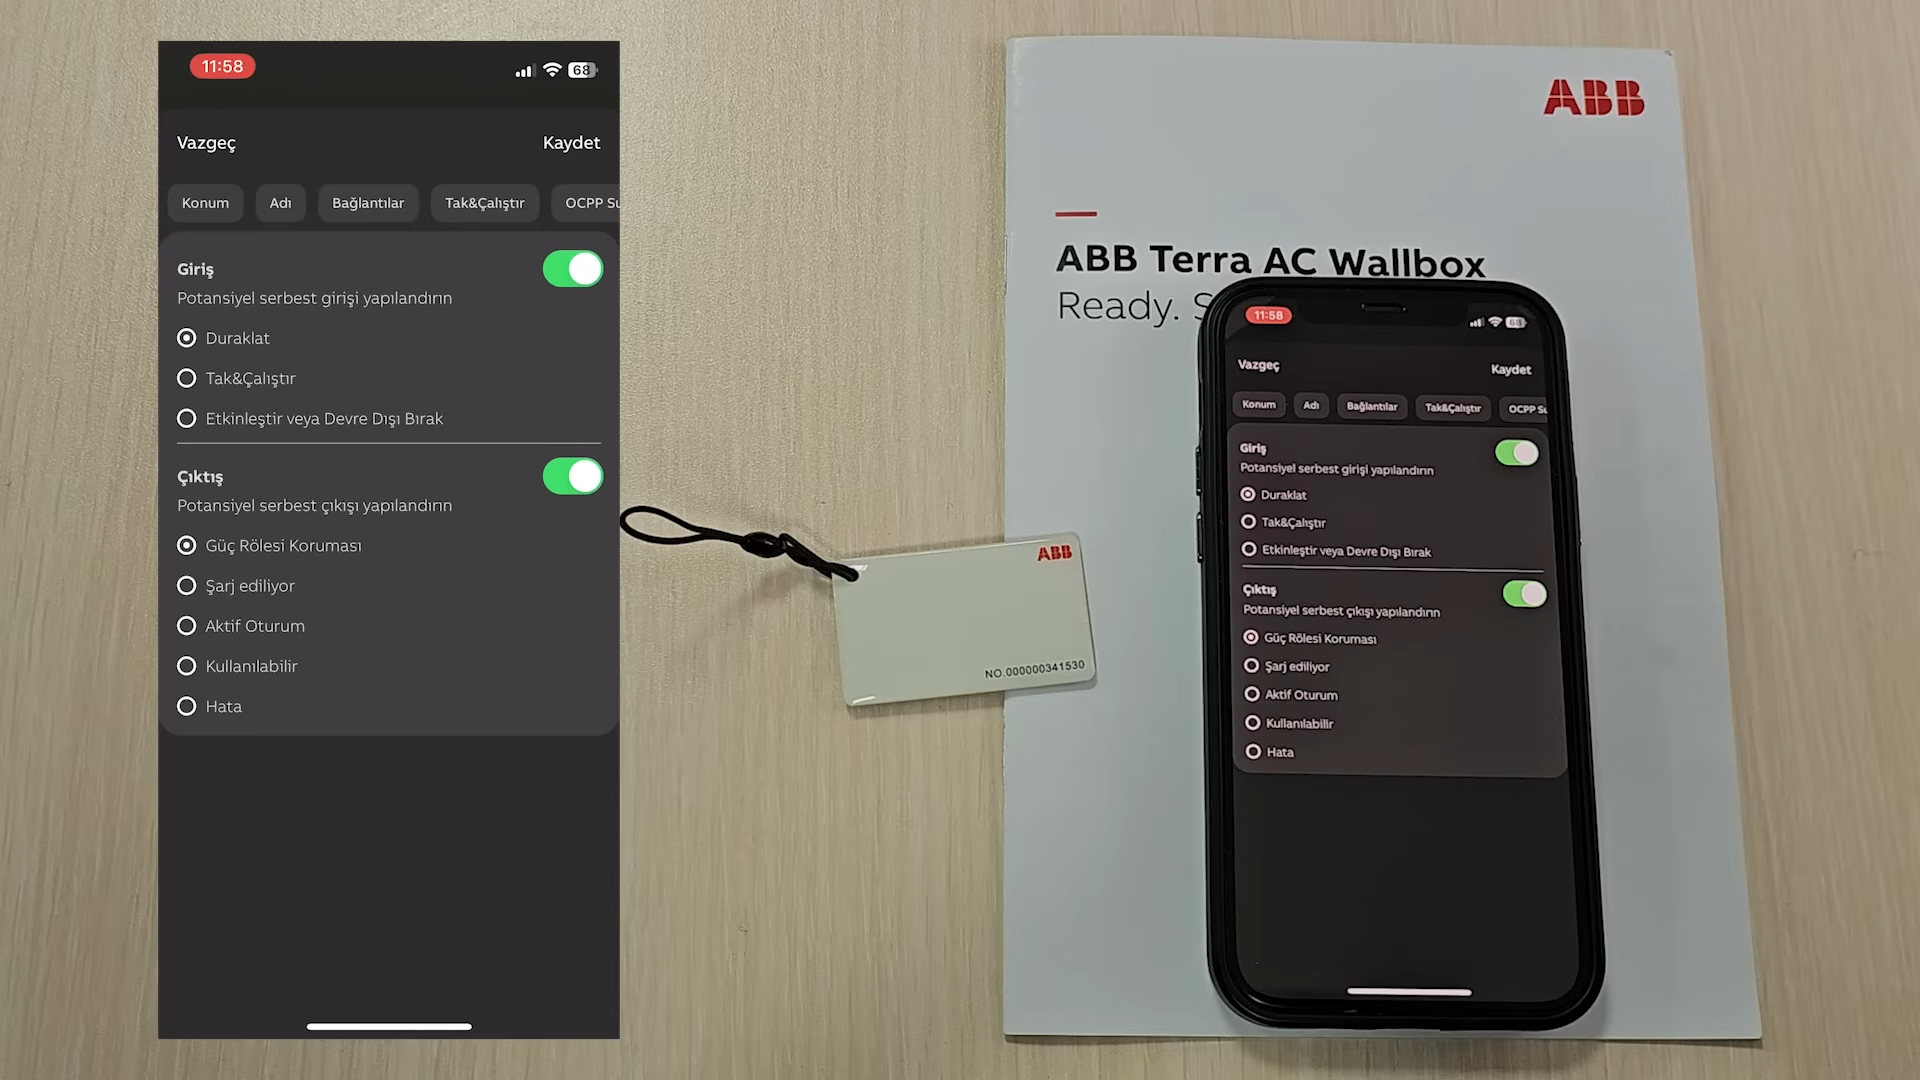 11:58
68
Vazgeç
Kaydet
Konum
Adı
Bağlantılar
Tak&Çalıştır
OCPP Su
Giriş
Potansiyel serbest girişi yapılandırın
Duraklat
Tak&Çalıştır
Etkinleştir veya Devre Dışı Bırak
Çıktış
Potansiyel serbest çıkışı yapılandırın
Güç Rölesi Koruması
Şarj ediliyor
Aktif Oturum
Kullanılabilir
Hata
ABB
NO.000000341530
ABB
ABB Terra AC Wallbox
Ready. S
11:58
68
Vazgeç
Kaydet
Konum
Adı
Bağlantılar
Tak&Çalıştır
OCPP Su
Giriş
Potansiyel serbest girişi yapılandırın
Duraklat
Tak&Çalıştır
Etkinleştir veya Devre Dışı Bırak
Çıktış
Potansiyel serbest çıkışı yapılandırın
Güç Rölesi Koruması
Şarj ediliyor
Aktif Oturum
Kullanılabilir
Hata